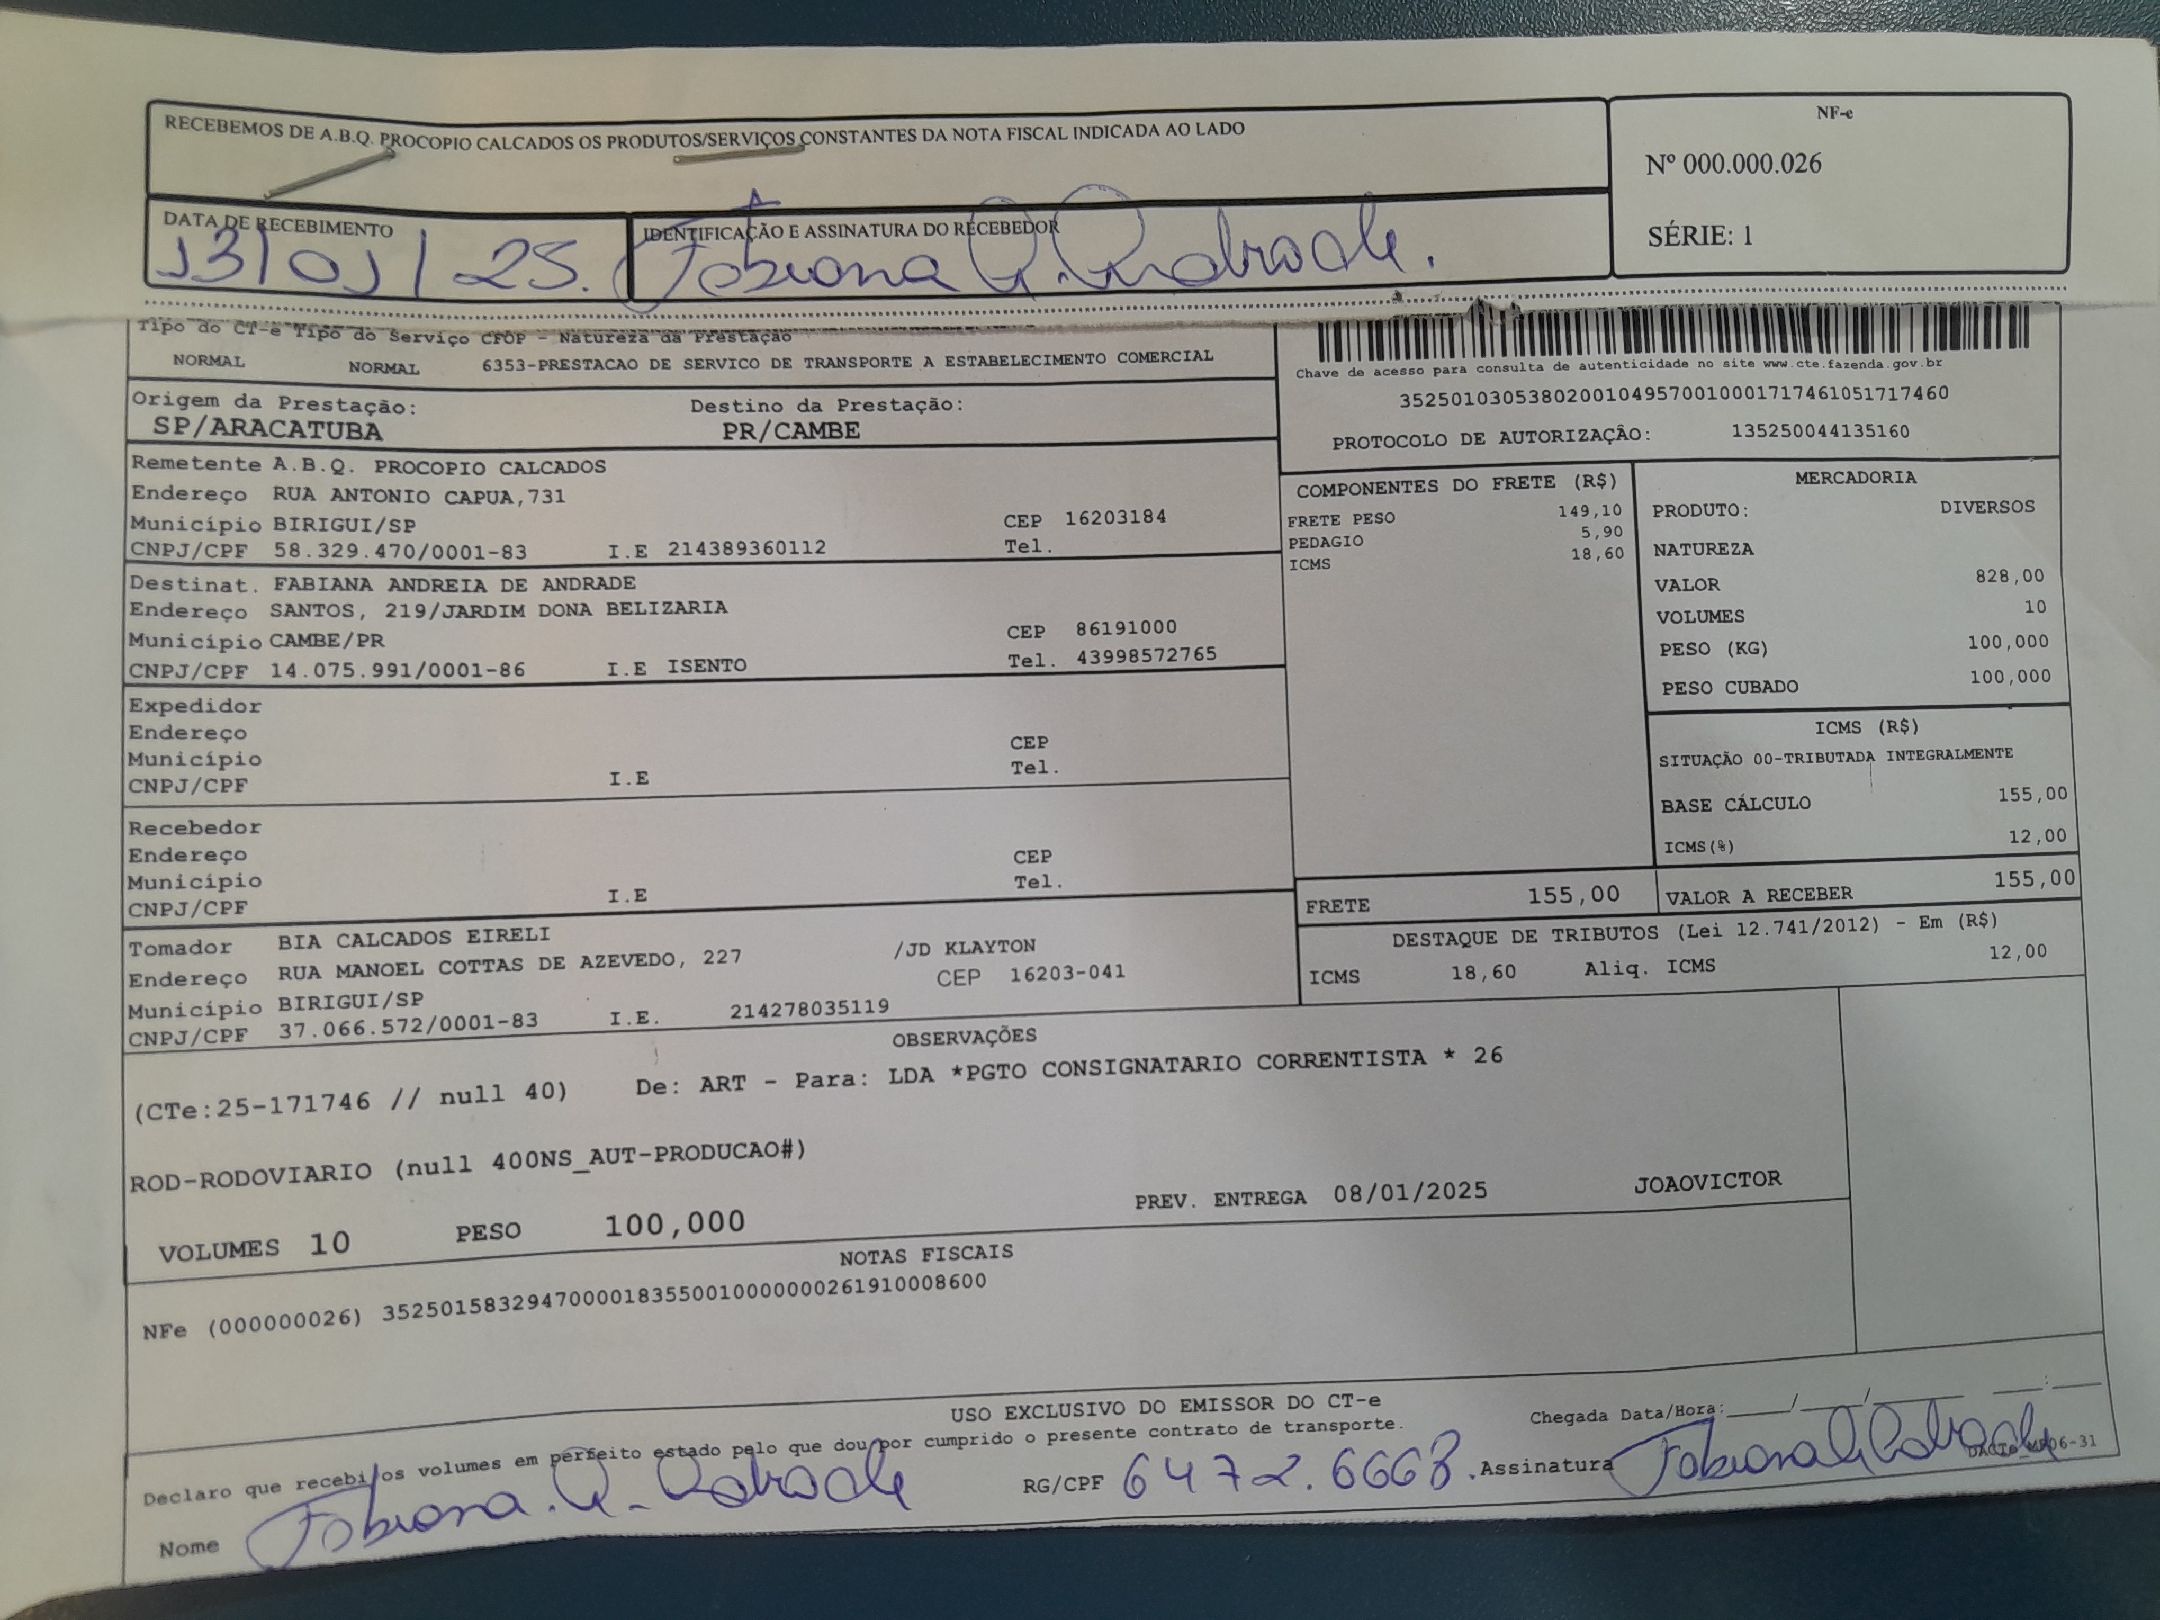 RECEBEMOS DE A.B.Q. PROCOPIO CALCADOS OS PRODUTOS/SERVIÇOS CONSTANTES DA NOTA FISCAL INDICADA AO LADO
NF-e
Nº 000.000.026
SÉRIE: 1
DATA DE RECEBIMENTO
13/01/25.
IDENTIFICAÇÃO E ASSINATURA DO RECEBEDOR
Fabiana A. Andrade.
Tipo do CT-e Tipo do Serviço CFOP - Natureza da Prestação
NORMAL NORMAL 6353-PRESTACAO DE SERVICO DE TRANSPORTE A ESTABELECIMENTO COMERCIAL
Chave de acesso para consulta de autenticidade no site www.cte.fazenda.gov.br
35250103053802001049570010001717461051717460
PROTOCOLO DE AUTORIZAÇÃO: 135250044135160
Origem da Prestação: Destino da Prestação:
SP/ARACATUBA PR/CAMBE
Remetente A.B.Q. PROCOPIO CALCADOS
Endereço RUA ANTONIO CAPUA,731
Município BIRIGUI/SP CEP 16203184
CNPJ/CPF 58.329.470/0001-83 I.E 214389360112 Tel.
Destinat. FABIANA ANDREIA DE ANDRADE
Endereço SANTOS, 219/JARDIM DONA BELIZARIA
Município CAMBE/PR CEP 86191000
CNPJ/CPF 14.075.991/0001-86 I.E ISENTO Tel. 43998572765
Expedidor
Endereço
Município CEP
CNPJ/CPF I.E Tel.
Recebedor
Endereço
Município CEP
CNPJ/CPF I.E Tel.
Tomador BIA CALCADOS EIRELI
Endereço RUA MANOEL COTTAS DE AZEVEDO, 227 /JD KLAYTON
Município BIRIGUI/SP CEP 16203-041
CNPJ/CPF 37.066.572/0001-83 I.E. 214278035119
COMPONENTES DO FRETE (R$)
FRETE PESO 149,10
PEDAGIO 5,90
ICMS 18,60
MERCADORIA
PRODUTO: DIVERSOS
NATUREZA
VALOR 828,00
VOLUMES 10
PESO (KG) 100,000
PESO CUBADO 100,000
ICMS (R$)
SITUAÇÃO 00-TRIBUTADA INTEGRALMENTE
BASE CÁLCULO 155,00
ICMS(%) 12,00
FRETE 155,00 VALOR A RECEBER 155,00
DESTAQUE DE TRIBUTOS (Lei 12.741/2012) - Em (R$)
ICMS 18,60 Aliq. ICMS 12,00
OBSERVAÇÕES
(CTe:25-171746 // null 40) De: ART - Para: LDA *PGTO CONSIGNATARIO CORRENTISTA * 26
ROD-RODOVIARIO (null 400NS_AUT-PRODUCAO#)
VOLUMES 10 PESO 100,000 PREV. ENTREGA 08/01/2025 JOAOVICTOR
NOTAS FISCAIS
NFe (000000026) 35250158329470000183550010000000261910008600
USO EXCLUSIVO DO EMISSOR DO CT-e
Declaro que recebi os volumes em perfeito estado pelo que dou por cumprido o presente contrato de transporte.
Chegada Data/Hora:____/____/______ ___:___
Nome Fabiana. A. Andrade RG/CPF 6472.6668. Assinatura Fabiana A Andrade